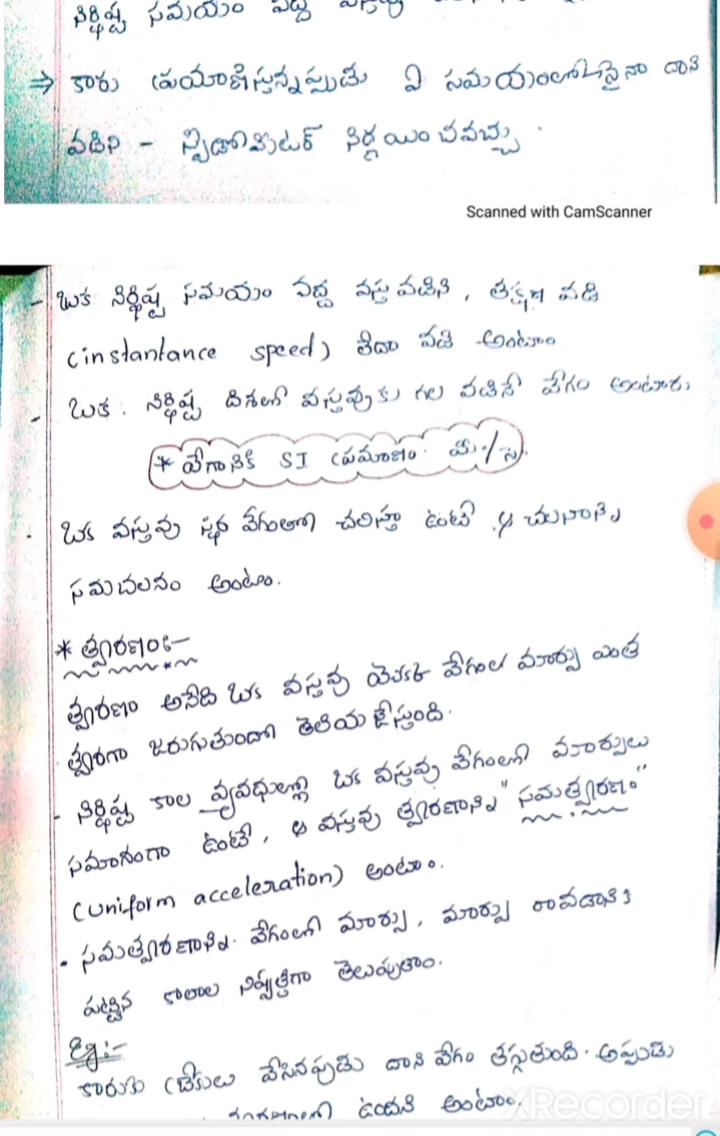 నిర్ధిష్ట సమయం వద్ద
⇒ కారు ప్రయాణిస్తున్నప్పుడు ఏ సమయంలోనైనా దాని
వడిని - స్పీడోమీటర్ నిర్ణయించవచ్చు.
Scanned with CamScanner
- ఒక నిర్ధిష్ట సమయం వద్ద వస్తు వడిని, తక్షణ వడి
(instantance speed) లేదా వడి అంటాం
- ఒక నిర్ధిష్ట దిశలో వస్తువుకు గల వడినే వేగం అంటారు.
* వేగానికి SI ప్రమాణం మీ/సె.
- ఒక వస్తువు స్థిర వేగంతో చలిస్తూ ఉంటే, ఆ చలనాన్ని
సమచలనం అంటాం.
* త్వరణం:-
త్వరణం అనేది ఒక వస్తువు యొక్క వేగంల మార్పు ఎంత
త్వరగా జరుగుతుందో తెలియజేస్తుంది.
- నిర్ధిష్ట కాల వ్యవధుల్లో ఒక వస్తువు వేగంలో మార్పులు
సమానంగా ఉంటే, ఆ వస్తువు త్వరణాన్ని "సమత్వరణం"
(uniform acceleration) అంటాం.
• సమత్వరణాన్ని వేగంలో మార్పు, మార్పు రావడానికి
పట్టిన కాలాల నిష్పత్తిగా తెలుపుతాం.
Eg:-
కారుకు బ్రేకులు వేసినపుడు దాని వేగం తగ్గుతుంది. అప్పుడు
ఉందని అంటాం.
XRecorder